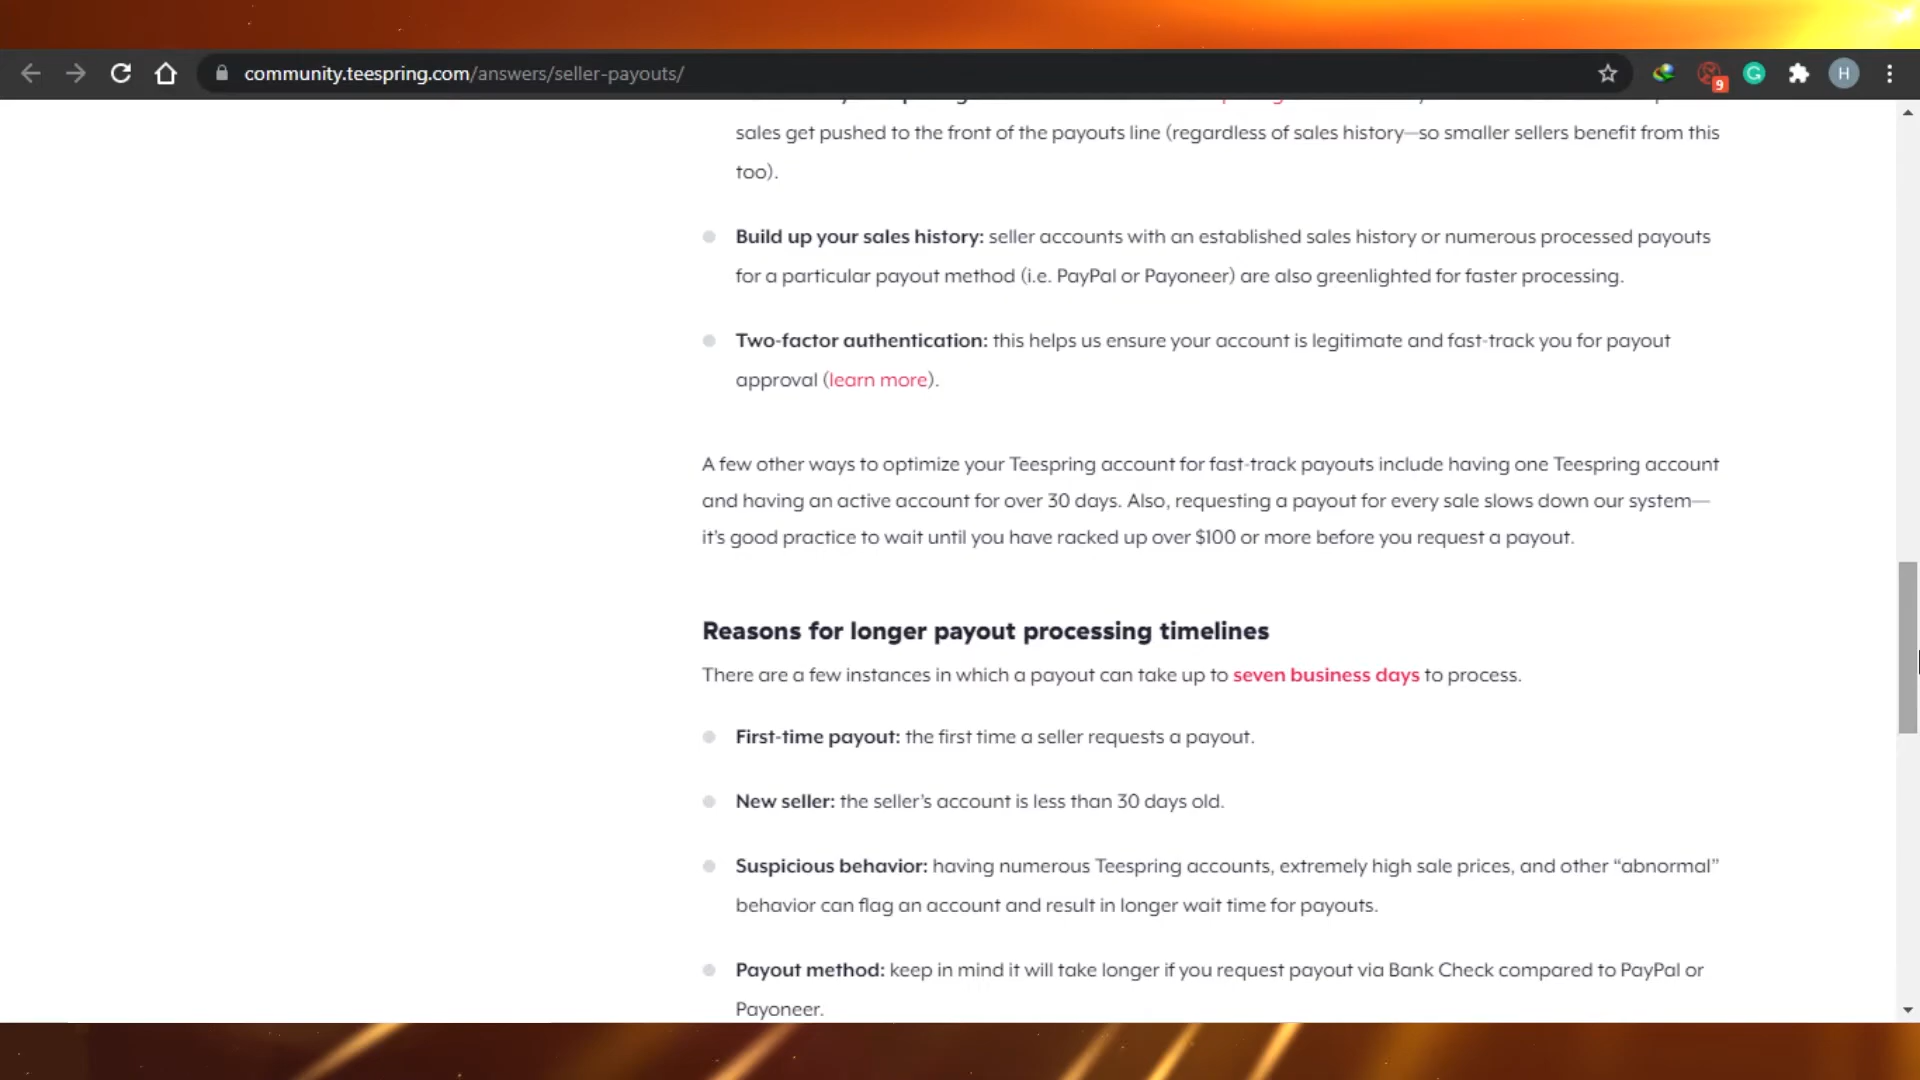 community.teespring.com/answers/seller-payouts/
9
H
sales get pushed to the front of the payouts line (regardless of sales history—so smaller sellers benefit from this
too).
Build up your sales history: seller accounts with an established sales history or numerous processed payouts
for a particular payout method (i.e. PayPal or Payoneer) are also greenlighted for faster processing.
Two-factor authentication: this helps us ensure your account is legitimate and fast-track you for payout
approval (learn more).
A few other ways to optimize your Teespring account for fast-track payouts include having one Teespring account
and having an active account for over 30 days. Also, requesting a payout for every sale slows down our system—
it's good practice to wait until you have racked up over $100 or more before you request a payout.
Reasons for longer payout processing timelines
There are a few instances in which a payout can take up to seven business days to process.
First-time payout: the first time a seller requests a payout.
New seller: the seller's account is less than 30 days old.
Suspicious behavior: having numerous Teespring accounts, extremely high sale prices, and other “abnormal”
behavior can flag an account and result in longer wait time for payouts.
Payout method: keep in mind it will take longer if you request payout via Bank Check compared to PayPal or
Payoneer.